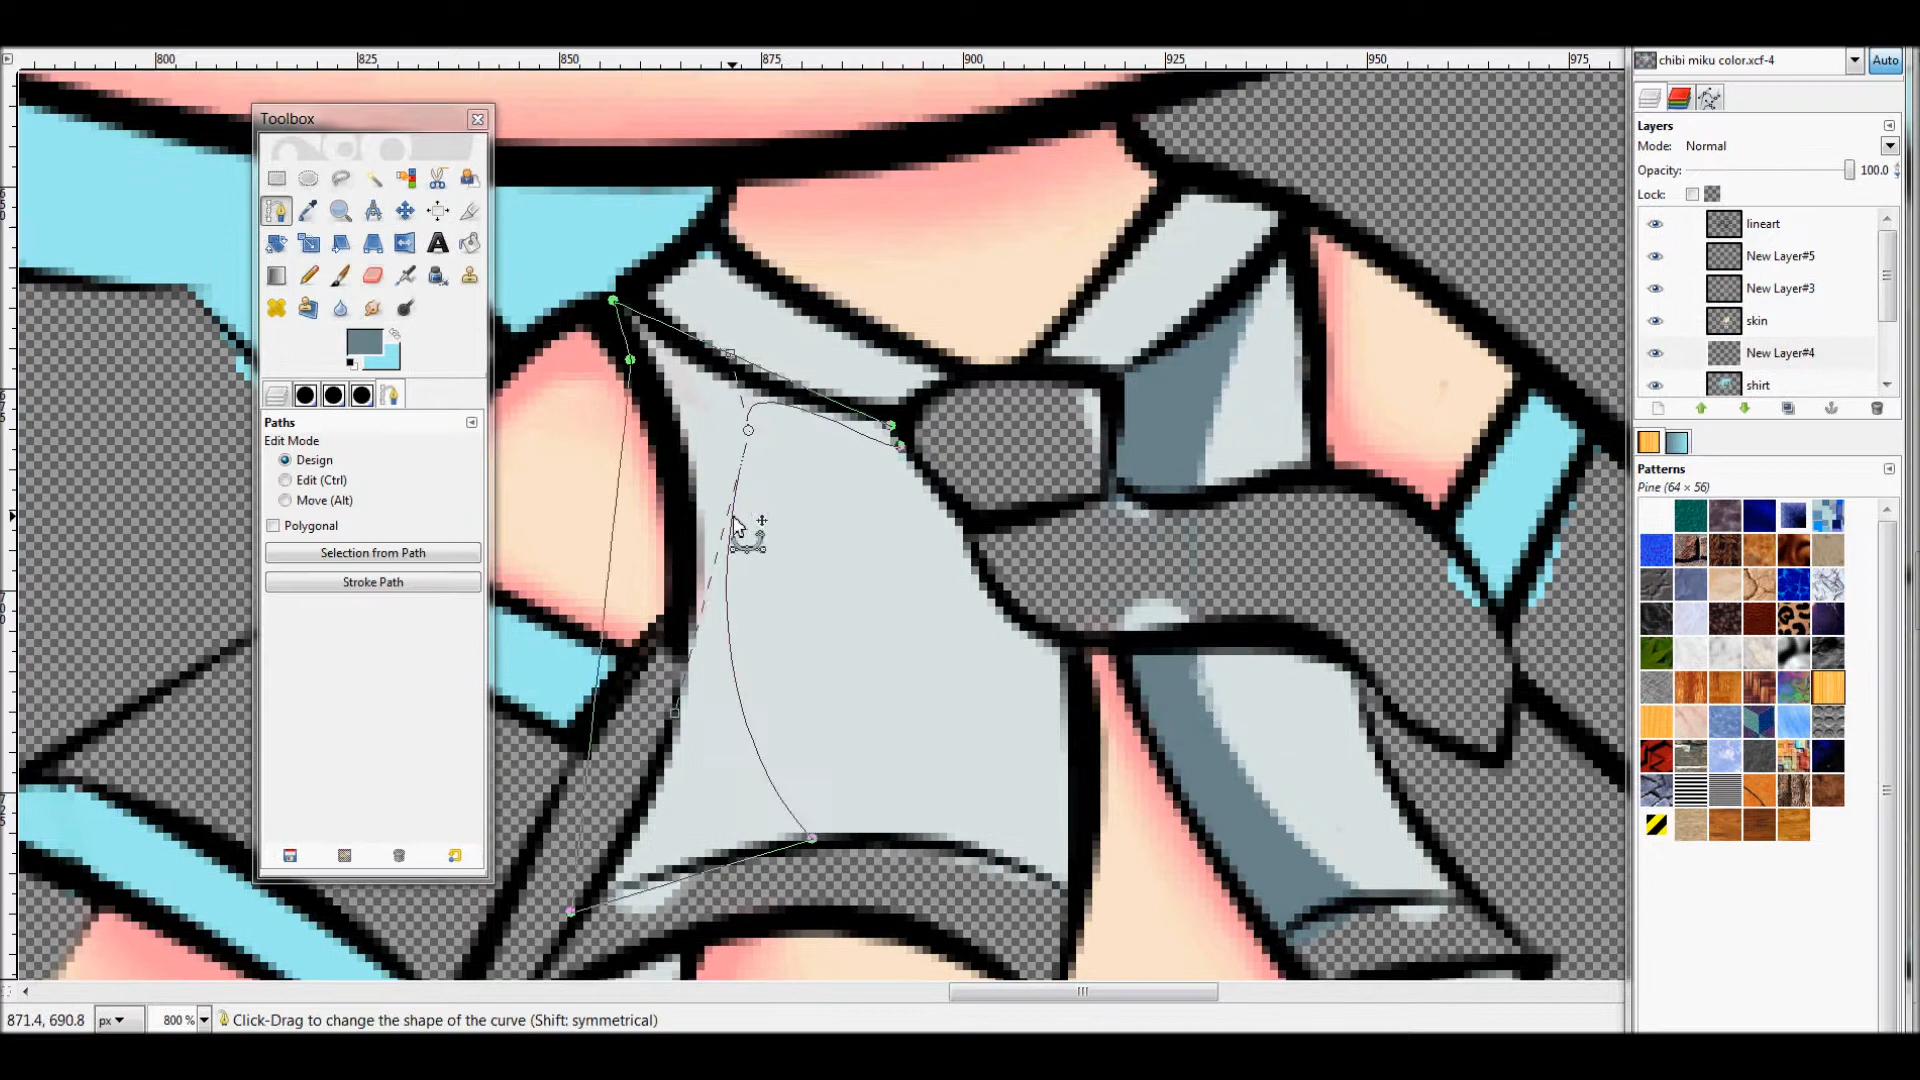 800 825 850 875 900 925 950 975
chibi miku color.xcf-4 Auto
Toolbox
Layers
Mode: Normal
Opacity: 100.0
Lock:
lineart
New Layer#5
New Layer#3
skin
New Layer#4
shirt
Paths
Edit Mode
Design
Edit (Ctrl)
Move (Alt)
Polygonal
Selection from Path
Stroke Path
Patterns
Pine (64 × 56)
871.4, 690.8 px 800 % Click-Drag to change the shape of the curve (Shift: symmetrical)